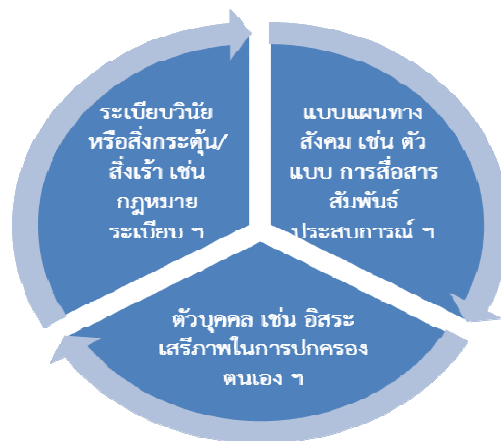 ระเบียบวินัย
หรือสิ่งกระตุ้น/
สิ่งเร้า เช่น
กฎหมาย
ระเบียบ ฯ
แบบแผนทาง
สังคม เช่น ตัว
แบบ การสื่อสาร
สัมพันธ์
ประสบการณ์ ฯ
ตัวบุคคล เช่น อิสระ
เสรีภาพในการปกครอง
ตนเอง ฯ